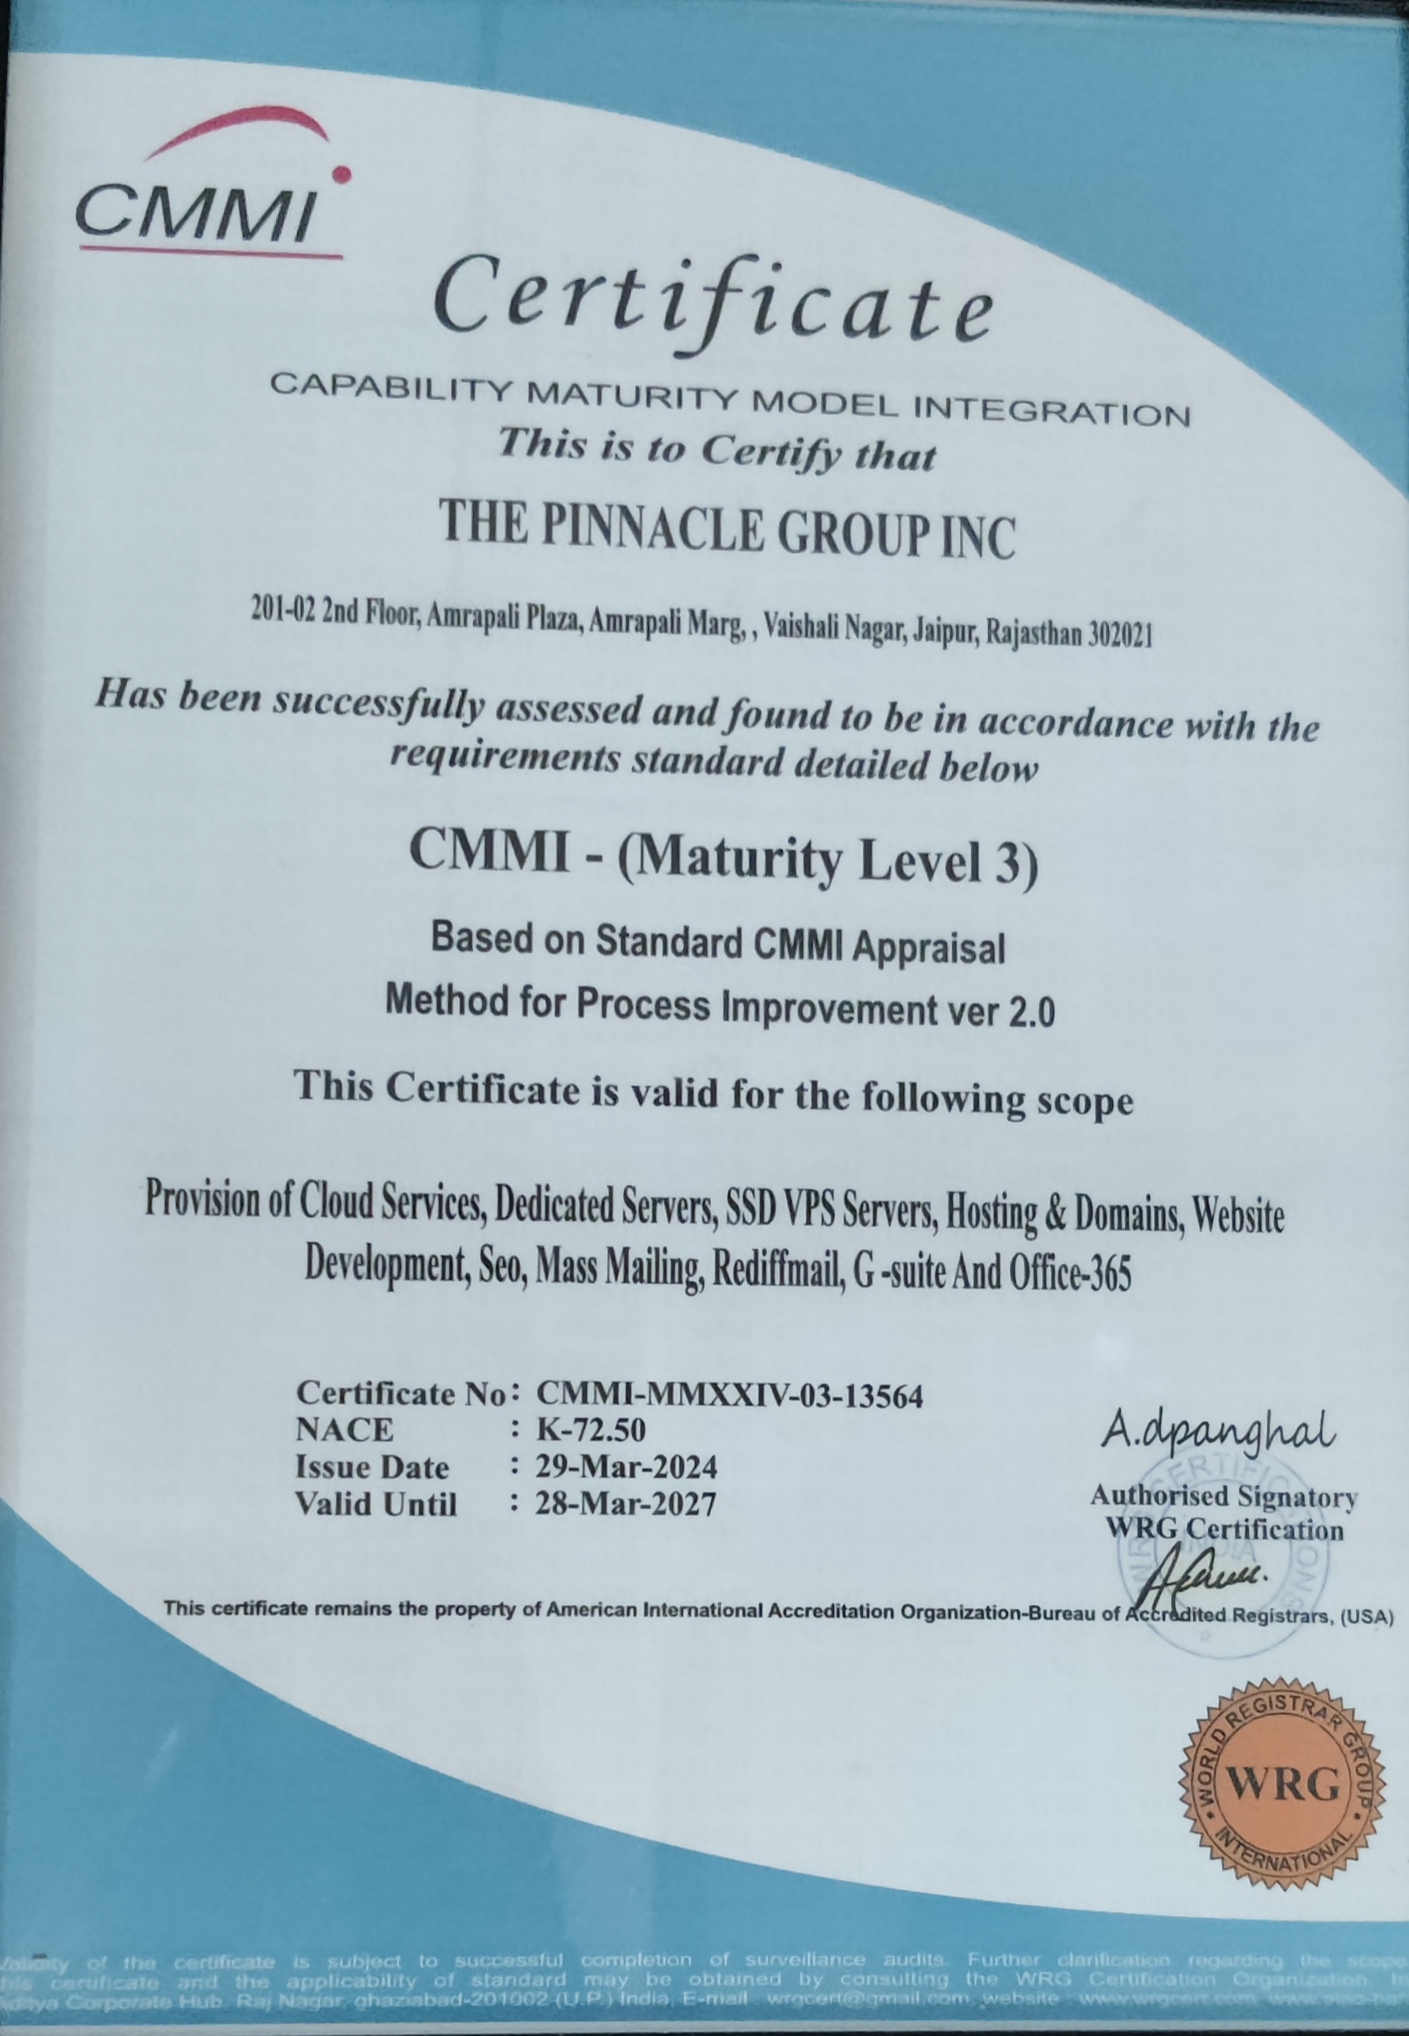 CMMI
Certificate
CAPABILITY MATURITY MODEL INTEGRATION
This is to Certify that
THE PINNACLE GROUP INC
201-02 2nd Floor, Amrapali Plaza, Amrapali Marg, , Vaishali Nagar, Jaipur, Rajasthan 302021
Has been successfully assessed and found to be in accordance with the
requirements standard detailed below
CMMI - (Maturity Level 3)
Based on Standard CMMI Appraisal
Method for Process Improvement ver 2.0
This Certificate is valid for the following scope
Provision of Cloud Services, Dedicated Servers, SSD VPS Servers, Hosting & Domains, Website
Development, Seo, Mass Mailing, Rediffmail, G -suite And Office-365
Certificate No: CMMI-MMXXIV-03-13564
NACE : K-72.50
Issue Date : 29-Mar-2024
Valid Until : 28-Mar-2027
A.dpanghal
Authorised Signatory
WRG Certification
This certificate remains the property of American International Accreditation Organization-Bureau of Accredited Registrars, (USA)
WORLD REGISTRAR GROUP
WRG
INTERNATIONAL
Validity of the certificate is subject to successful completion of surveillance audits. Further clarification regarding the scope
certificate and the applicability of standard may be obtained by consulting the WRG Certification Organization,
Corporate Hub, Raj Nagar, ghaziabad-201002 (U.P.) India, E-mail : wrgcert@gmail.com, website : www.wrgcert.com